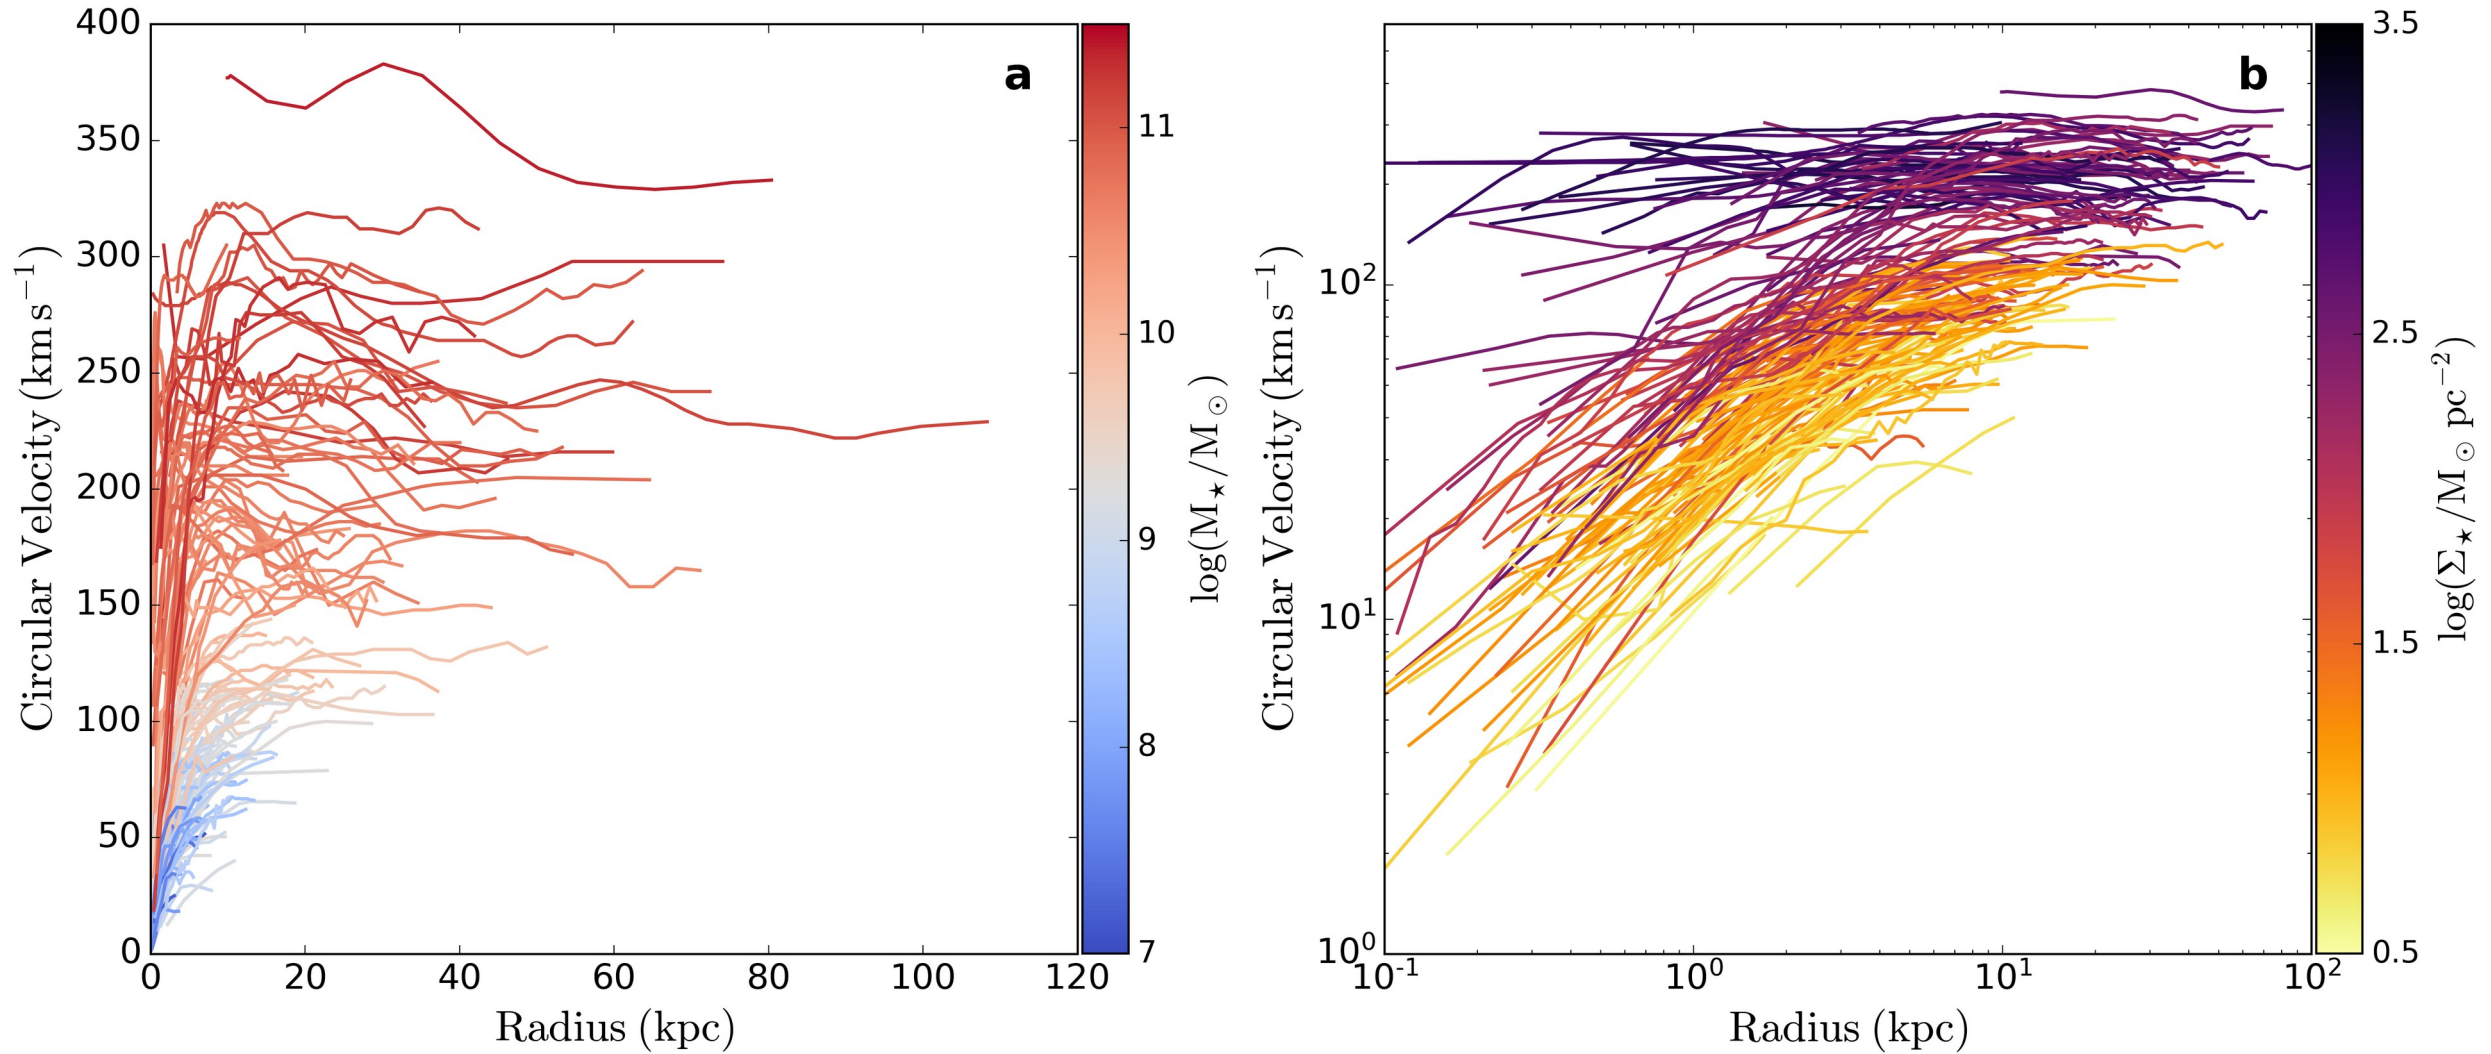 400
350
300
250
200
150
100
50
0
Circular Velocity (km s⁻¹)
0 20 40 60 80 100 120
Radius (kpc)
a
11
10
9
8
7
log(M⋆/M⊙)
10²
10¹
10⁰
Circular Velocity (km s⁻¹)
10⁻¹ 10⁰ 10¹ 10²
Radius (kpc)
b
3.5
2.5
1.5
0.5
log(Σ⋆/M⊙ pc⁻²)